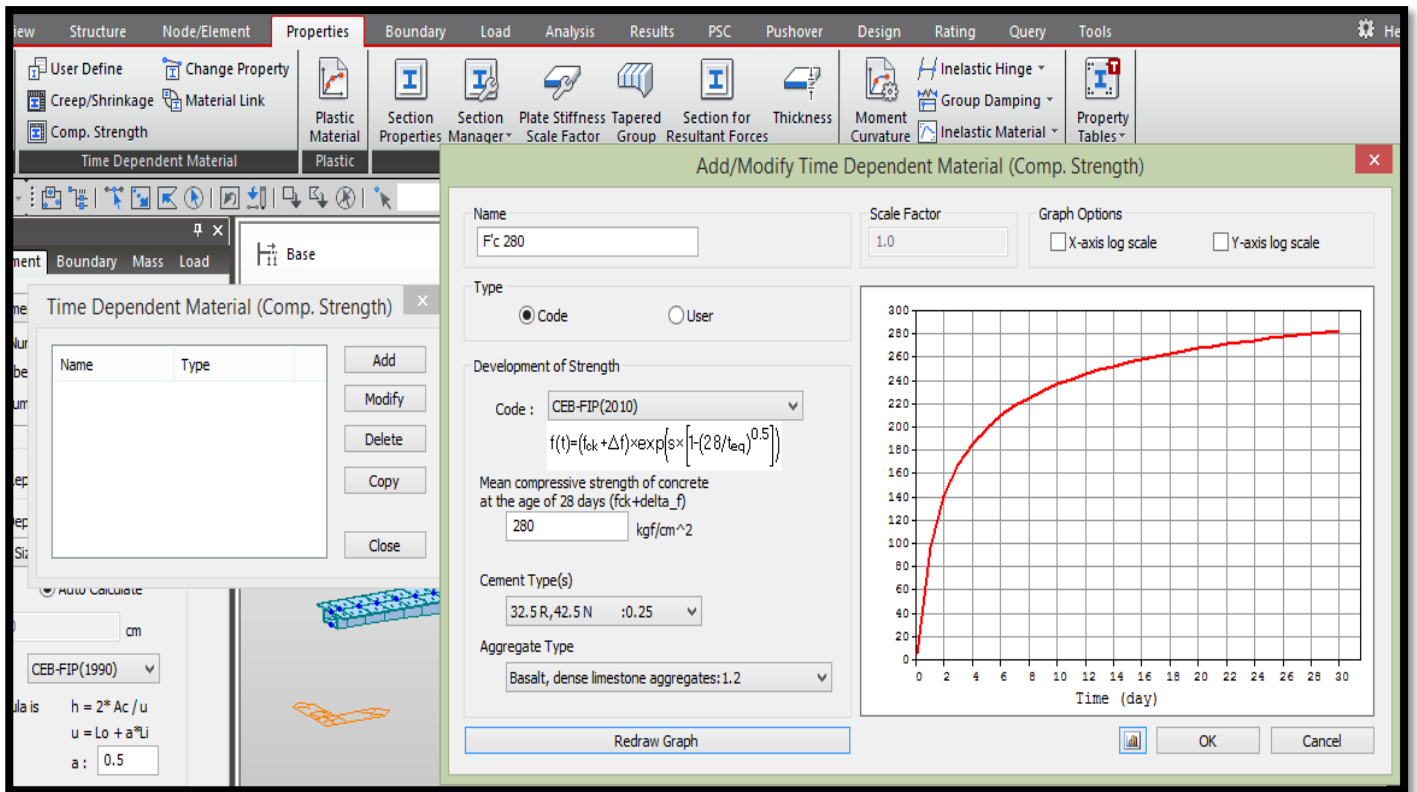 iew Structure Node/Element Properties Boundary Load Analysis Results PSC Pushover Design Rating Query Tools He
User Define Change Property
Creep/Shrinkage Material Link
Comp. Strength
Time Dependent Material
Plastic
Material
Plastic
Section
Properties
Section
Manager
Plate Stiffness
Scale Factor
Tapered
Group
Section for
Resultant Forces
Thickness
Moment
Curvature
Inelastic Hinge
Group Damping
Inelastic Material
Property
Tables
ment Boundary Mass Load
Base
Time Dependent Material (Comp. Strength)
Name Type
Add
Modify
Delete
Copy
Close
Auto Calculate
cm
CEB-FIP(1990)
ula is h = 2* Ac / u
u = Lo + a*Li
a : 0.5
Add/Modify Time Dependent Material (Comp. Strength)
Name
F'c 280
Scale Factor
1.0
Graph Options
X-axis log scale Y-axis log scale
Type
Code User
Development of Strength
Code : CEB-FIP(2010)
f(t)=(fck+Δf)×exp(s×[1-(28/teq)^0.5])
Mean compressive strength of concrete
at the age of 28 days (fck+delta_f)
280 kgf/cm^2
Cement Type(s)
32.5 R,42.5 N :0.25
Aggregate Type
Basalt, dense limestone aggregates:1.2
Redraw Graph
300
280
260
240
220
200
180
160
140
120
100
80
60
40
20
0
0 2 4 6 8 10 12 14 16 18 20 22 24 26 28 30
Time (day)
OK Cancel